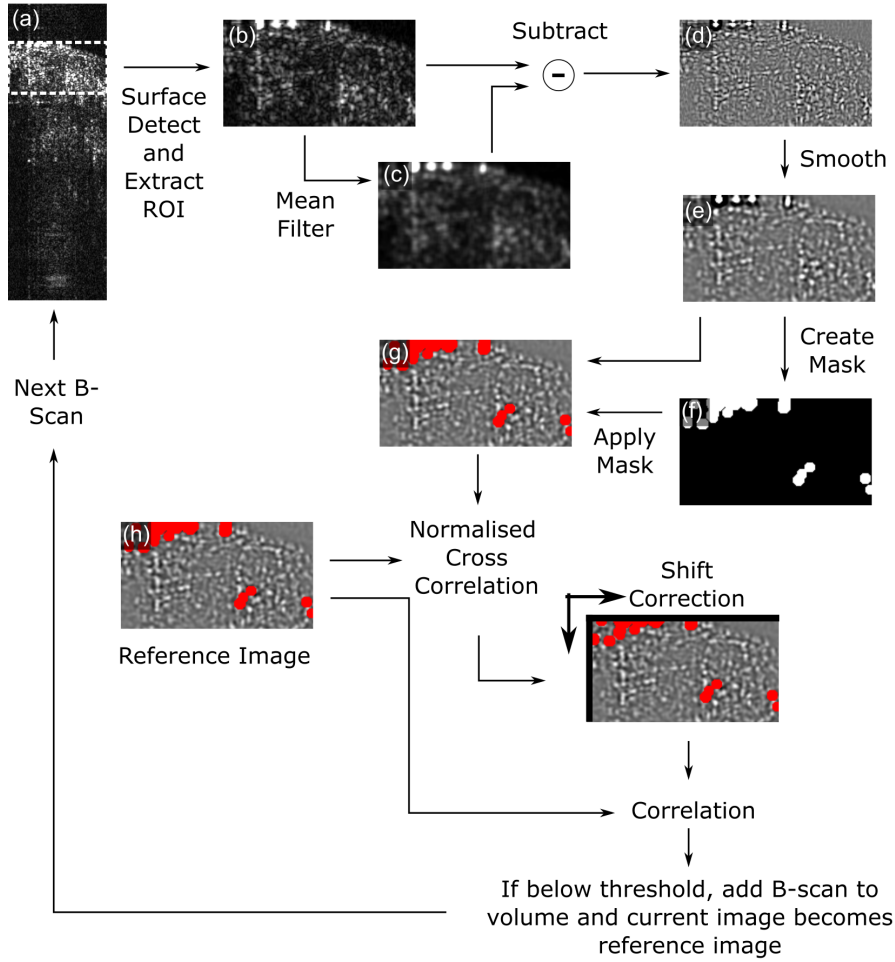 (a)
(b)
Subtract
(d)
Surface
Detect
and
Extract
ROI
Mean
Filter
(c)
Smooth
(e)
Create
Mask
(g)
(f)
Apply
Mask
Next B-
Scan
(h)
Reference Image
Normalised
Cross
Correlation
Shift
Correction
Correlation
If below threshold, add B-scan to
volume and current image becomes
reference image